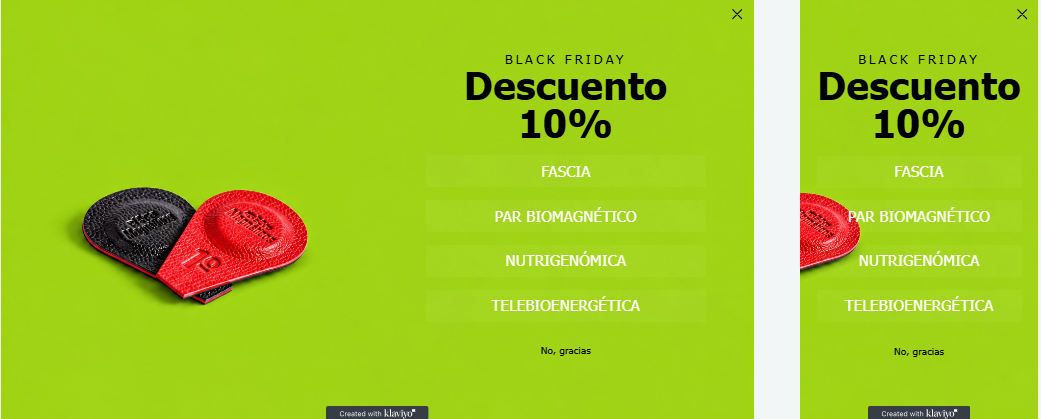 BLACK FRIDAY
Descuento
10%
FASCIA
PAR BIOMAGNÉTICO
NUTRIGENÓMICA
TELEBIOENERGÉTICA
No, gracias
Created with klaviyo
BLACK FRIDAY
Descuento
10%
FASCIA
PAR BIOMAGNÉTICO
NUTRIGENÓMICA
TELEBIOENERGÉTICA
No, gracias
Created with klaviyo